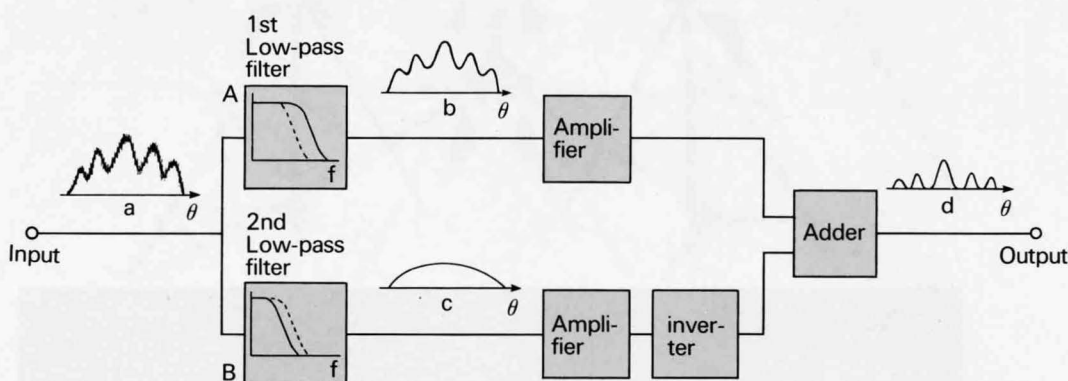 1st
Low-pass
filter
A
f
b
θ
Ampli-
fier
a
θ
Input
2nd
Low-pass
filter
B
f
c
θ
Ampli-
fier
inver-
ter
Adder
d
θ
Output